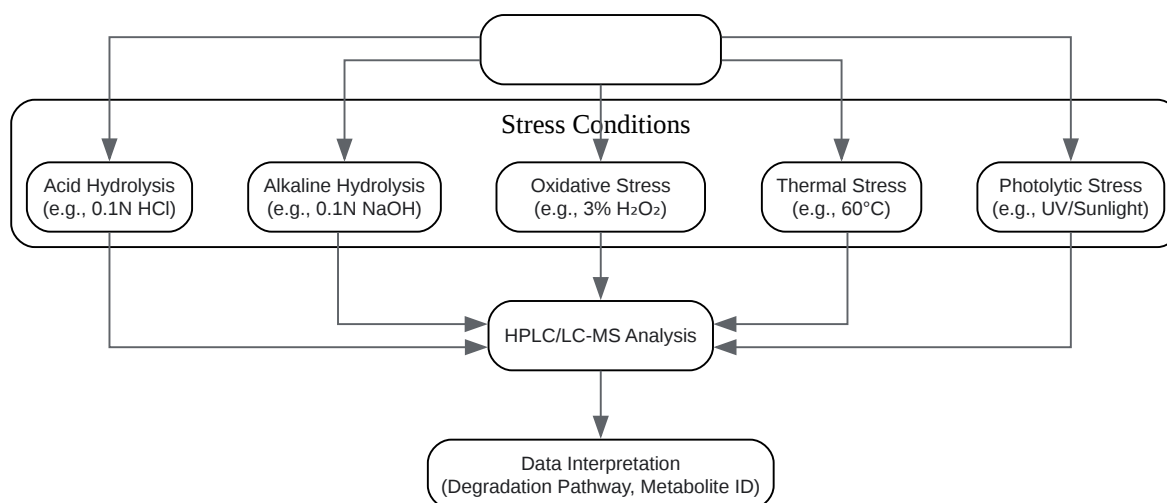 Stress Conditions
Acid Hydrolysis
(e.g., 0.1N HCl)
Alkaline Hydrolysis
(e.g., 0.1N NaOH)
Oxidative Stress
(e.g., 3% H₂O₂)
Thermal Stress
(e.g., 60°C)
Photolytic Stress
(e.g., UV/Sunlight)
HPLC/LC-MS Analysis
Data Interpretation
(Degradation Pathway, Metabolite ID)